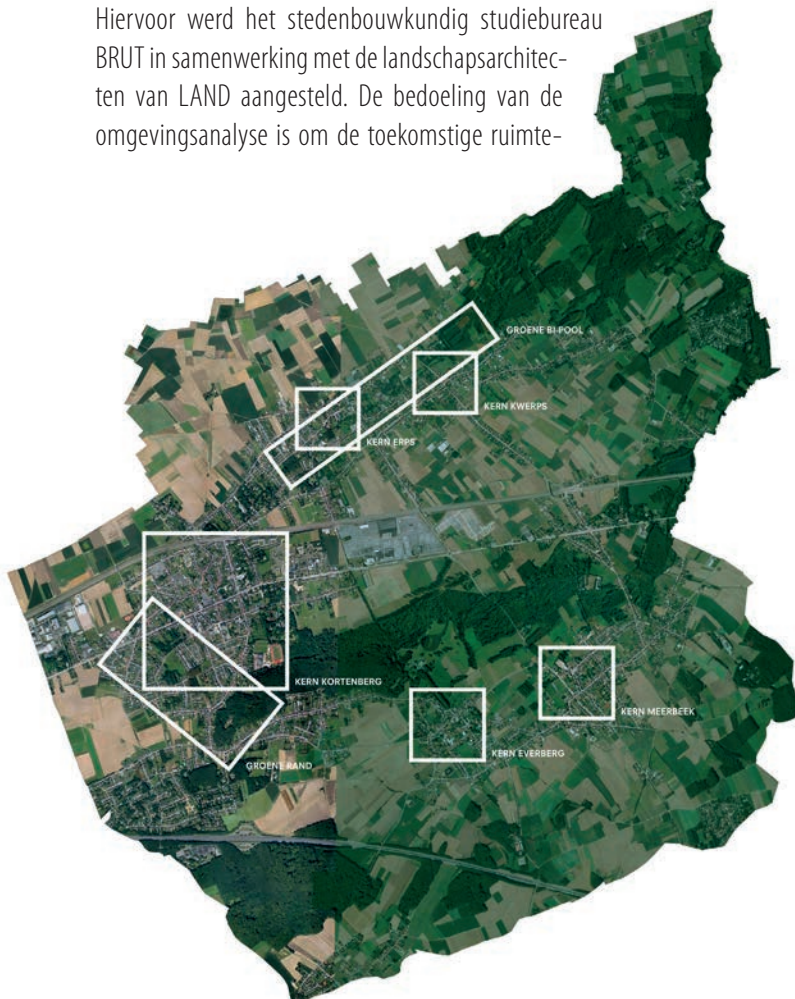 Hiervoor werd het stedenbouwkundig studiebureau
BRUT in samenwerking met de landschapsarchitec-
ten van LAND aangesteld. De bedoeling van de
omgevingsanalyse is om de toekomstige ruimte-
GROENE BI-POOL
KERN KWERPS
KERN ERPS
KERN KORTENBERG
KERN MEERBEEK
KERN EVERBERG
GROENE RAND